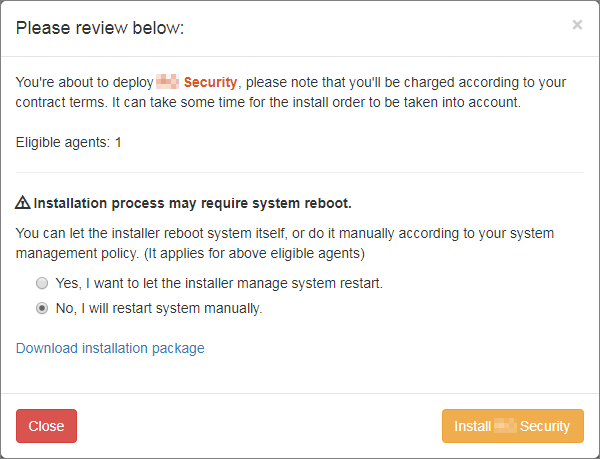 Please review below:
×
You're about to deploy Security, please note that you'll be charged according to your
contract terms. It can take some time for the install order to be taken into account.
Eligible agents: 1
Installation process may require system reboot.
You can let the installer reboot system itself, or do it manually according to your system
management policy. (It applies for above eligible agents)
Yes, I want to let the installer manage system restart.
No, I will restart system manually.
Download installation package
Close
Install Security